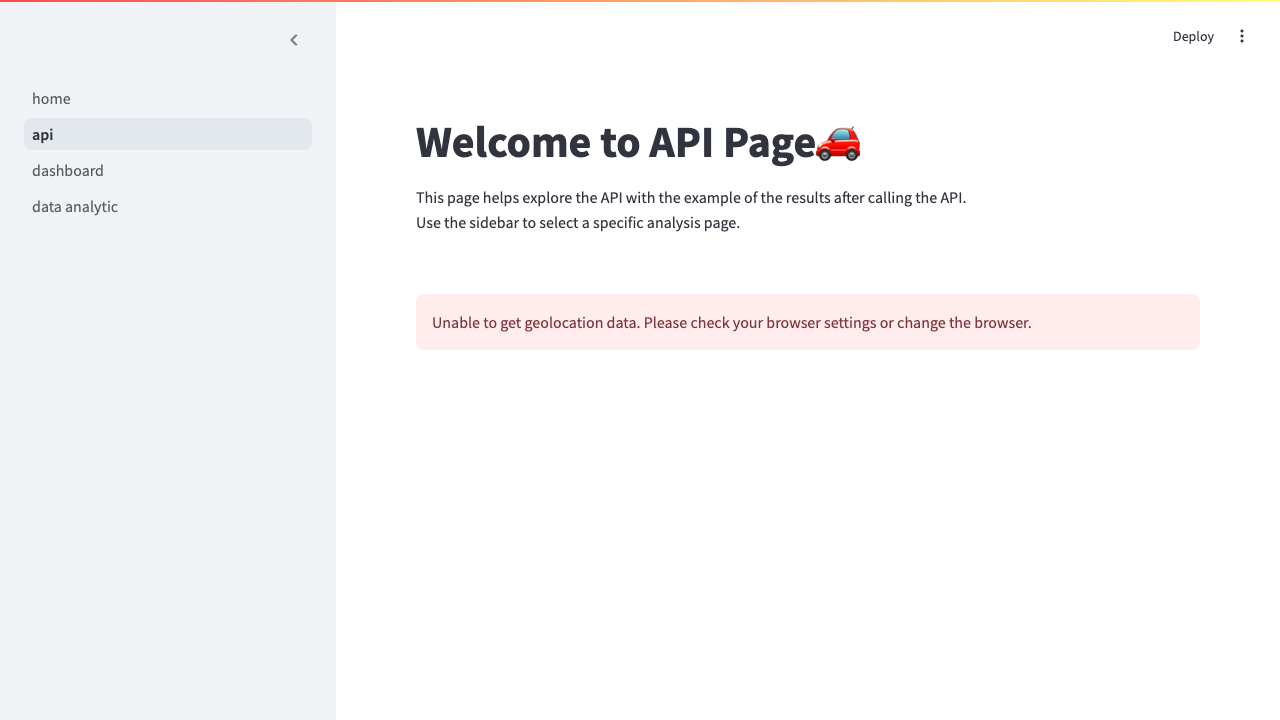 Deploy
home
api
dashboard
data analytic
Welcome to API Page🚗
This page helps explore the API with the example of the results after calling the API.
Use the sidebar to select a specific analysis page.
Unable to get geolocation data. Please check your browser settings or change the browser.